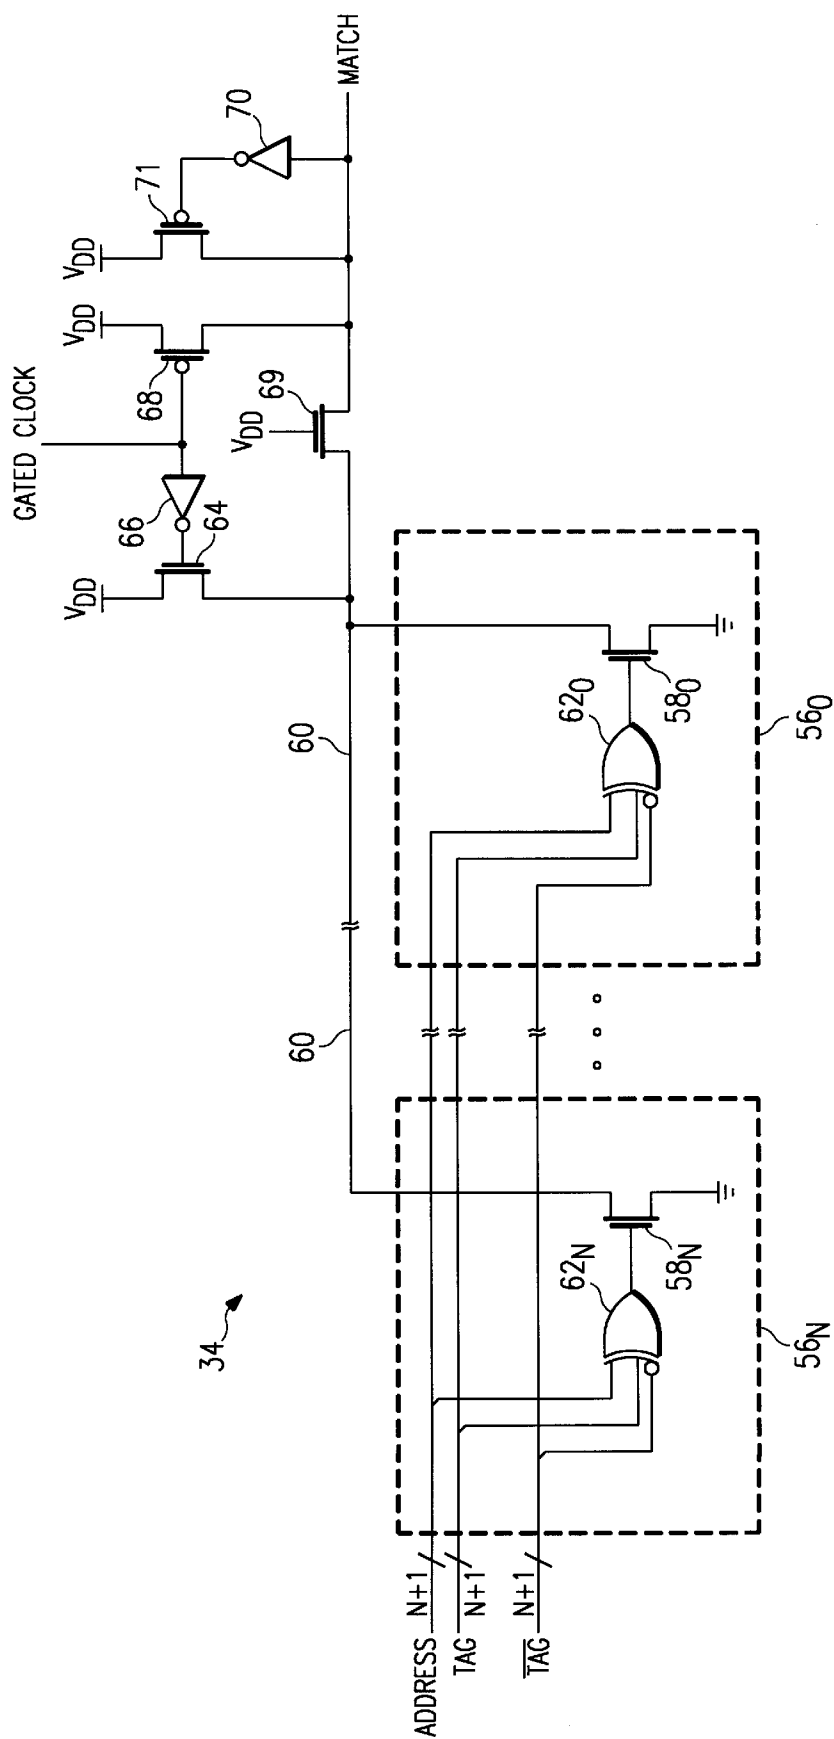 GATED CLOCK
VDD
66
64
68
VDD
VDD
71
70
VDD
69
MATCH
60
60
34
ADDRESS
N+1
TAG
N+1
TAG
N+1
62N
58N
56N
620
580
560